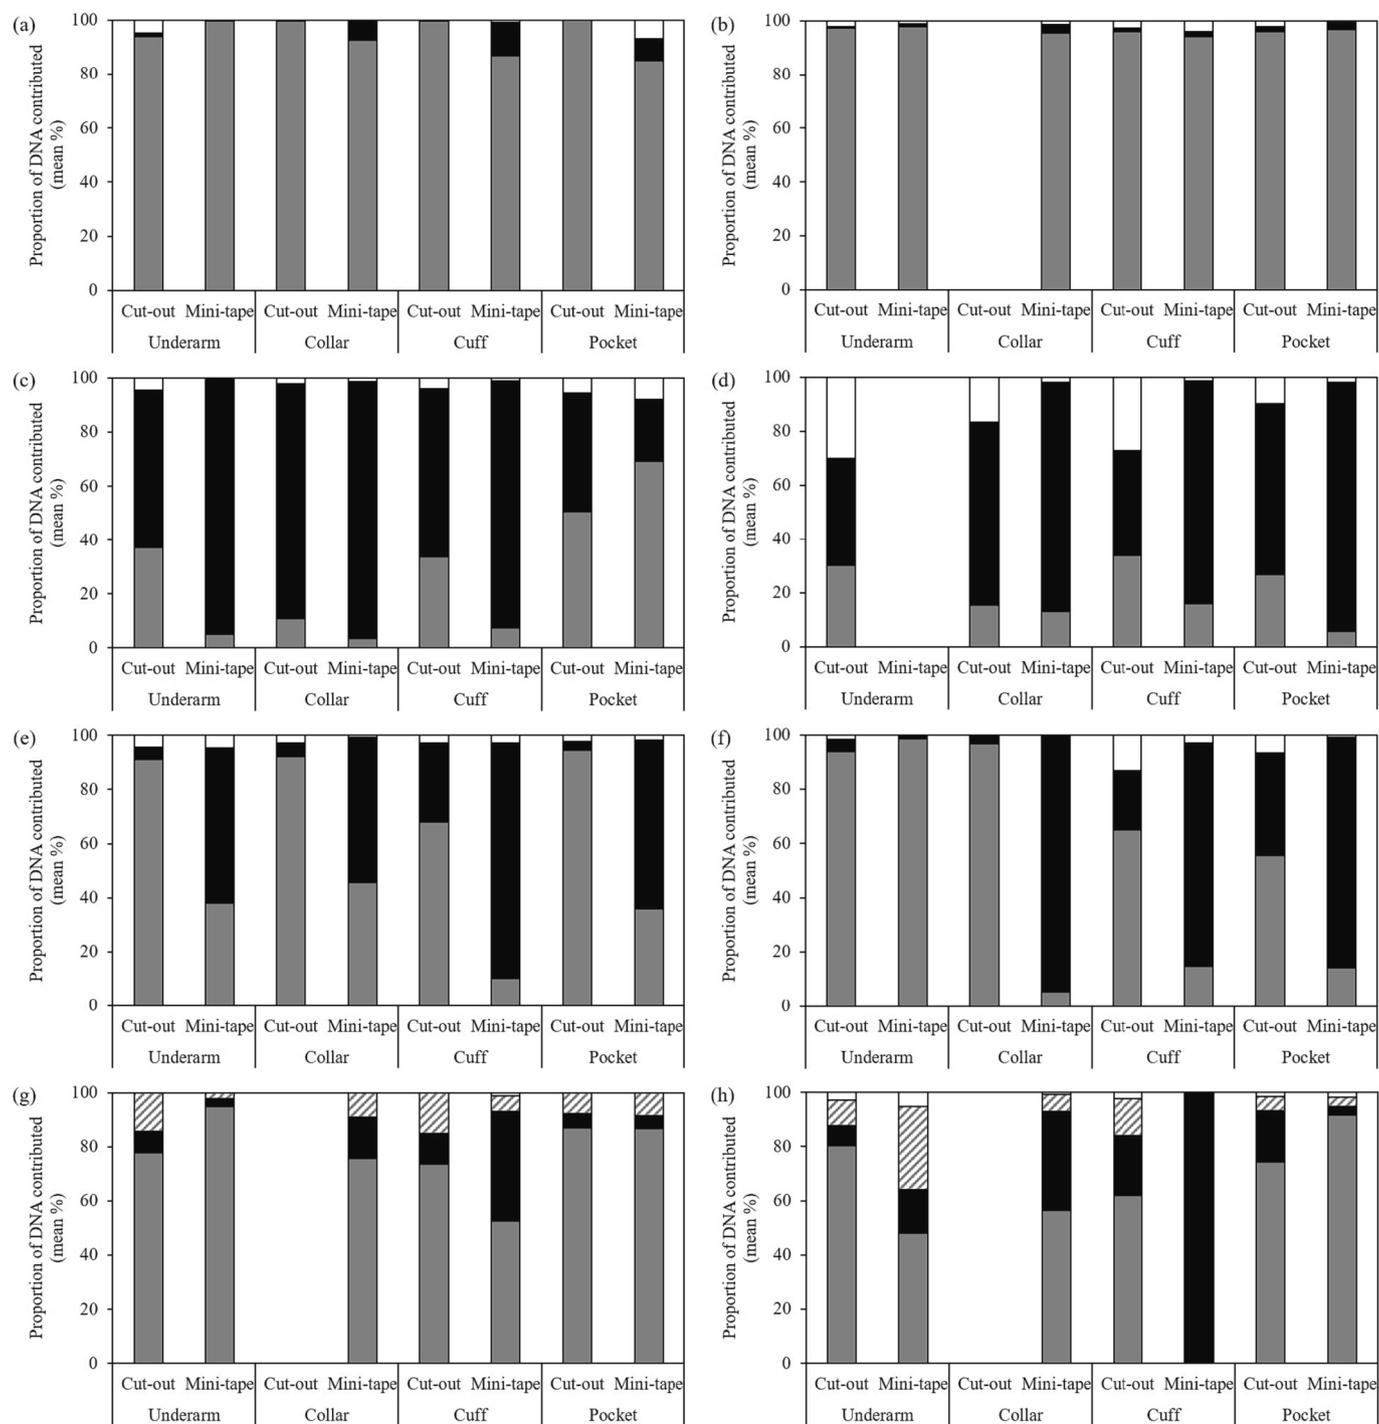 (a)
Proportion of DNA contributed
(mean %)
100
80
60
40
20
0
Cut-out Mini-tape Cut-out Mini-tape Cut-out Mini-tape Cut-out Mini-tape
Underarm Collar Cuff Pocket
(b)
Proportion of DNA contributed
(mean %)
100
80
60
40
20
0
Cut-out Mini-tape Cut-out Mini-tape Cut-out Mini-tape Cut-out Mini-tape
Underarm Collar Cuff Pocket
(c)
Proportion of DNA contributed
(mean %)
100
80
60
40
20
0
Cut-out Mini-tape Cut-out Mini-tape Cut-out Mini-tape Cut-out Mini-tape
Underarm Collar Cuff Pocket
(d)
Proportion of DNA contributed
(mean %)
100
80
60
40
20
0
Cut-out Mini-tape Cut-out Mini-tape Cut-out Mini-tape Cut-out Mini-tape
Underarm Collar Cuff Pocket
(e)
Proportion of DNA contributed
(mean %)
100
80
60
40
20
0
Cut-out Mini-tape Cut-out Mini-tape Cut-out Mini-tape Cut-out Mini-tape
Underarm Collar Cuff Pocket
(f)
Proportion of DNA contributed
(mean %)
100
80
60
40
20
0
Cut-out Mini-tape Cut-out Mini-tape Cut-out Mini-tape Cut-out Mini-tape
Underarm Collar Cuff Pocket
(g)
Proportion of DNA contributed
(mean %)
100
80
60
40
20
0
Cut-out Mini-tape Cut-out Mini-tape Cut-out Mini-tape Cut-out Mini-tape
Underarm Collar Cuff Pocket
(h)
Proportion of DNA contributed
(mean %)
100
80
60
40
20
0
Cut-out Mini-tape Cut-out Mini-tape Cut-out Mini-tape Cut-out Mini-tape
Underarm Collar Cuff Pocket